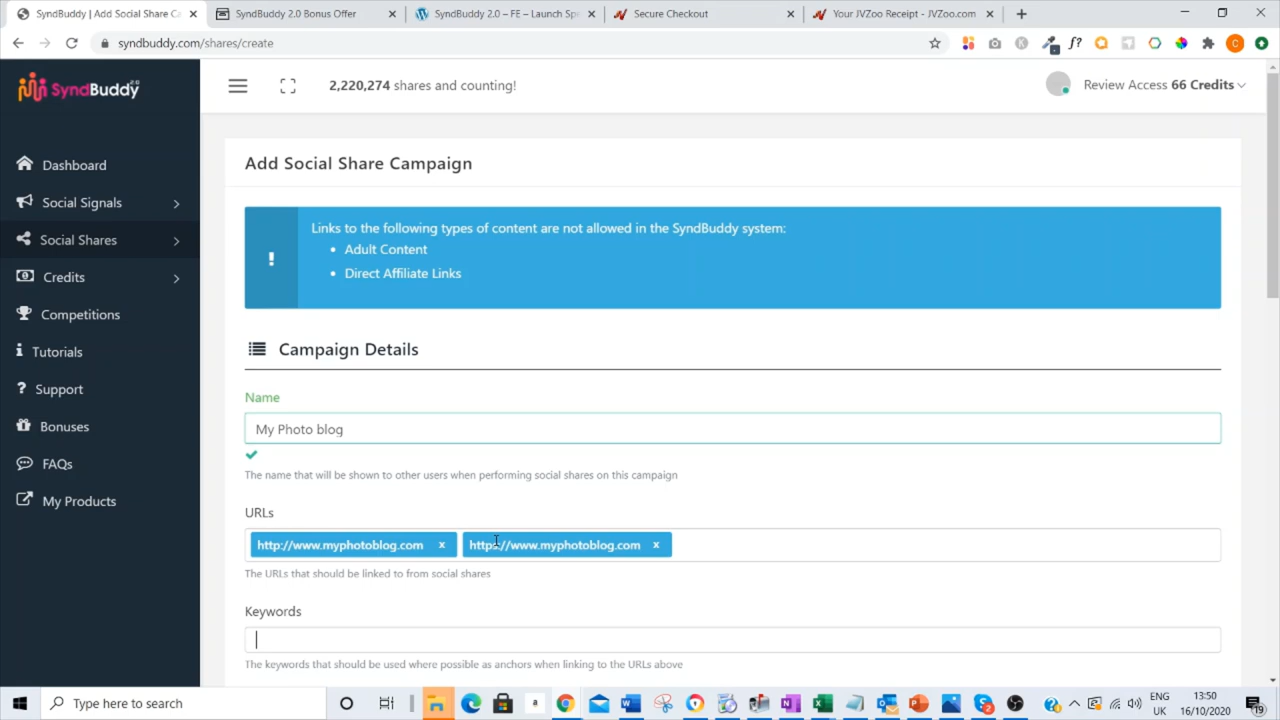 SyndBuddy | Add Social Share Ca
SyndBuddy 2.0 Bonus Offer
SyndBuddy 2.0 – FE – Launch Spe
Secure Checkout
Your JVZoo Receipt - JVZoo.com
syndbuddy.com/shares/create
SyndBuddy
2,220,274 shares and counting!
Review Access 66 Credits
Dashboard
Social Signals
Social Shares
Credits
Competitions
Tutorials
Support
Bonuses
FAQs
My Products
Add Social Share Campaign
Links to the following types of content are not allowed in the SyndBuddy system:
Adult Content
Direct Affiliate Links
Campaign Details
Name
My Photo blog
The name that will be shown to other users when performing social shares on this campaign
URLs
http://www.myphotoblog.com x https://www.myphotoblog.com x
The URLs that should be linked to from social shares
Keywords
The keywords that should be used where possible as anchors when linking to the URLs above
Type here to search
ENG
UK
13:50
16/10/2020